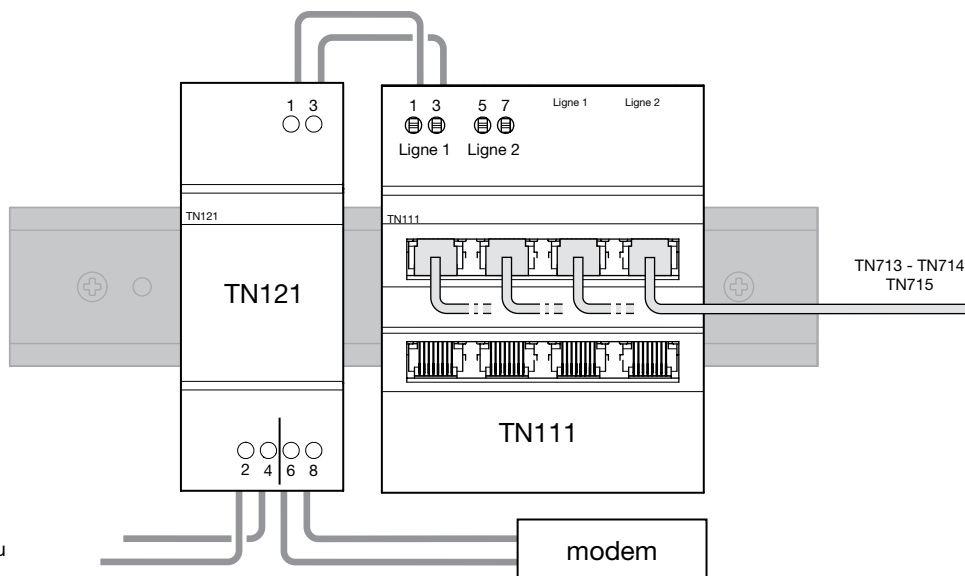 1 3
1 3 5 7 Ligne 1 Ligne 2
Ligne 1 Ligne 2
TN121
TN111
TN713 - TN714
TN715
TN121
TN111
2 4 6 8
u
modem